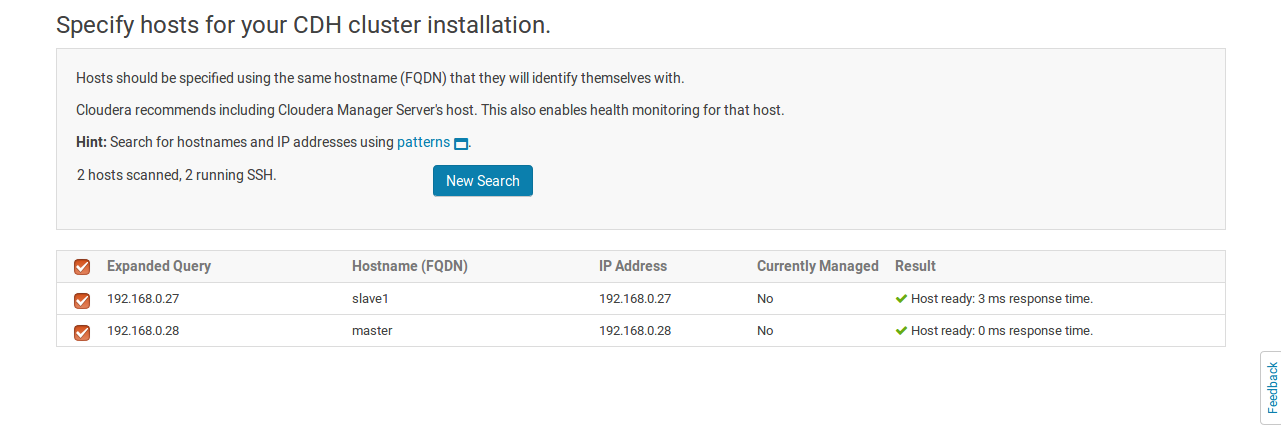 Specify hosts for your CDH cluster installation.
Hosts should be specified using the same hostname (FQDN) that they will identify themselves with.
Cloudera recommends including Cloudera Manager Server's host. This also enables health monitoring for that host.
Hint: Search for hostnames and IP addresses using patterns .
2 hosts scanned, 2 running SSH.
New Search
Expanded Query Hostname (FQDN) IP Address Currently Managed Result
192.168.0.27 slave1 192.168.0.27 No Host ready: 3 ms response time.
192.168.0.28 master 192.168.0.28 No Host ready: 0 ms response time.
Feedback